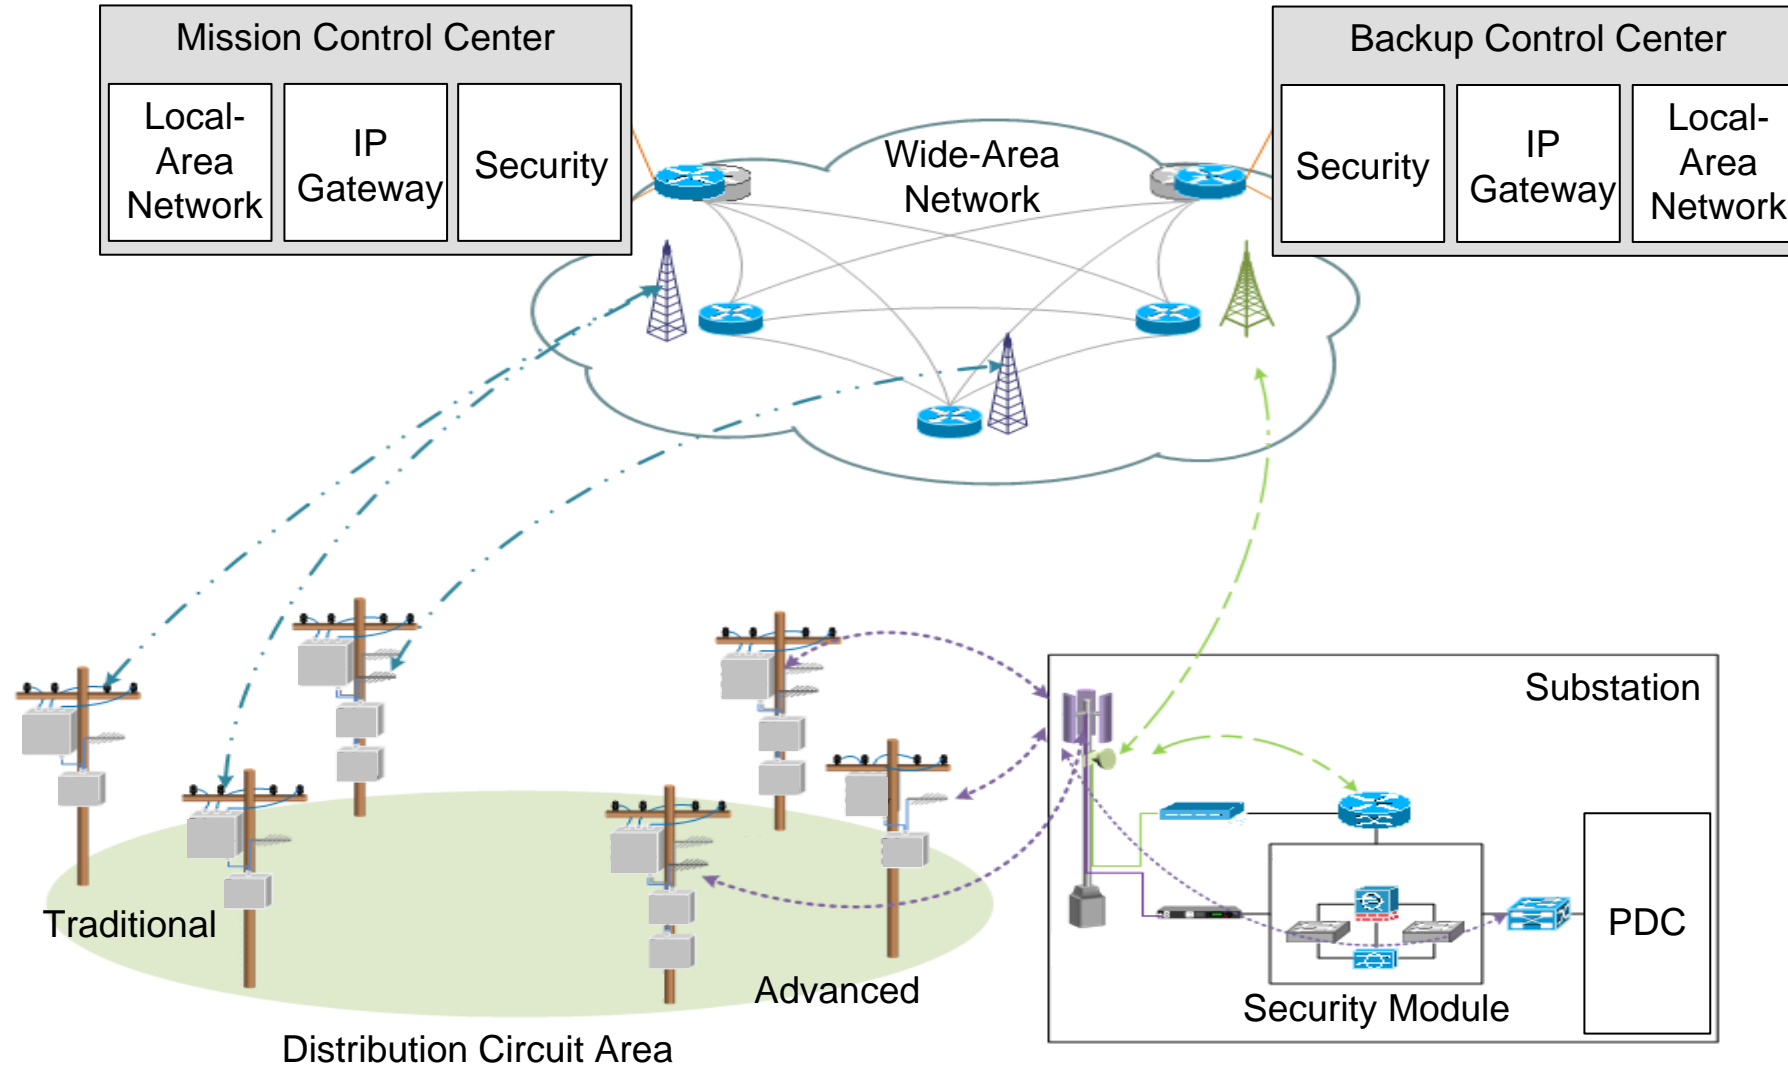 Mission Control Center
Local-
Area
Network
IP
Gateway
Security
Wide-Area
Network
Backup Control Center
Security
IP
Gateway
Local-
Area
Network
Substation
PDC
Security Module
Traditional
Advanced
Distribution Circuit Area